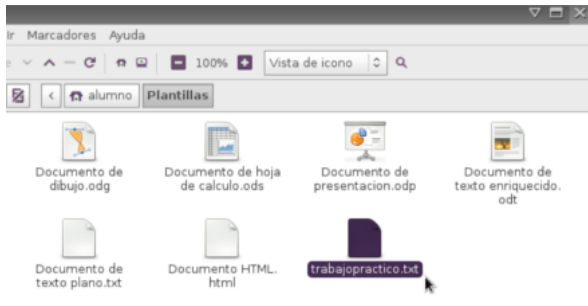 Ir Marcadores Ayuda
100% Vista de icono
alumno Plantillas
Documento de
dibujo.odg
Documento de hoja
de calculo.ods
Documento de
presentacion.odp
Documento de
texto enriquecido.
odt
Documento de
texto plano.txt
Documento HTML.
html
trabajopractico.txt